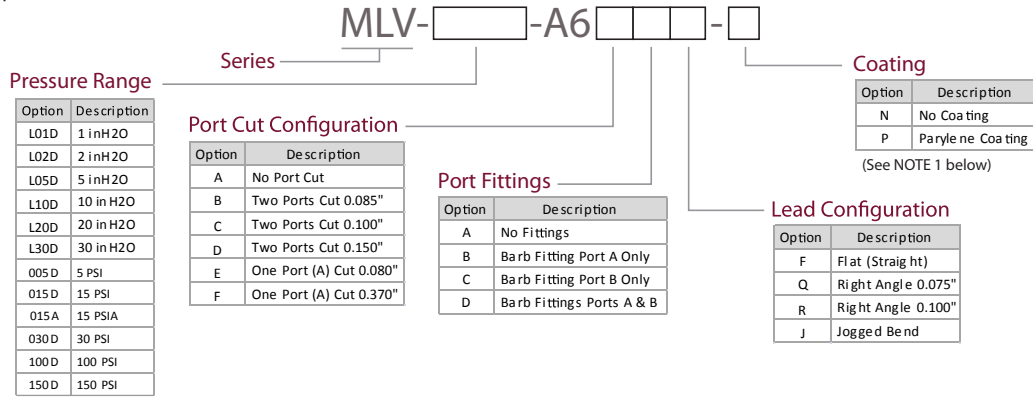 MLV- -A6 -
Series
Pressure Range
Option Description
L01D 1 inH2O
L02D 2 inH2O
L05D 5 inH2O
L10D 10 inH2O
L20D 20 inH2O
L30D 30 inH2O
005D 5 PSI
015D 15 PSI
015A 15 PSIA
030D 30 PSI
100D 100 PSI
150D 150 PSI
Port Cut Configuration
Option Description
A No Port Cut
B Two Ports Cut 0.085"
C Two Ports Cut 0.100"
D Two Ports Cut 0.150"
E One Port (A) Cut 0.080"
F One Port (A) Cut 0.370"
Port Fittings
Option Description
A No Fittings
B Barb Fitting Port A Only
C Barb Fitting Port B Only
D Barb Fittings Ports A & B
Lead Configuration
Option Description
F Flat (Straight)
Q Right Angle 0.075"
R Right Angle 0.100"
J Jogged Bend
Coating
Option Description
N No Coating
P Parylene Coating
(See NOTE 1 below)